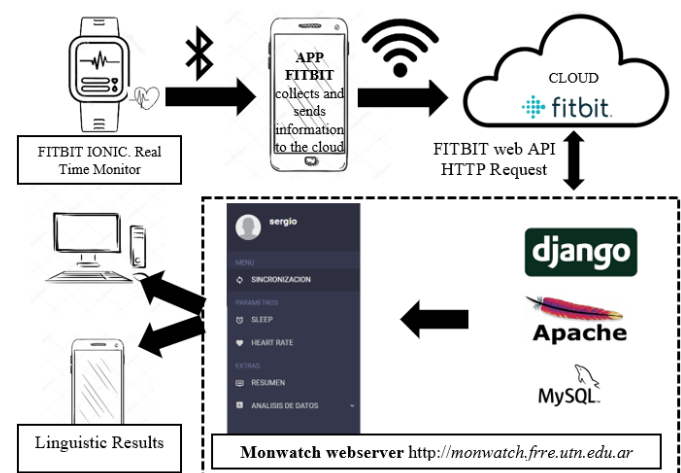 APP
FITBIT
collects and
sends
information
to the cloud
CLOUD
fitbit.
FITBIT IONIC. Real
Time Monitor
FITBIT web API
HTTP Request
sergio
MENU
SINCRONIZACION
PARAMETROS
SLEEP
HEART RATE
EXTRAS
RESUMEN
ANALISIS DE DATOS
django
Apache
MySQL
Linguistic Results
Monwatch webserver http://monwatch.frre.utn.edu.ar